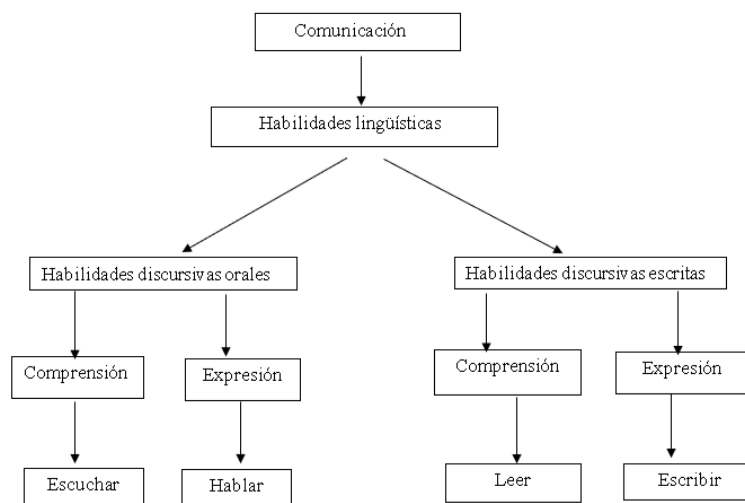 Comunicación
Habilidades lingüísticas
Habilidades discursivas orales
Habilidades discursivas escritas
Comprensión
Expresión
Comprensión
Expresión
Escuchar
Hablar
Leer
Escribir